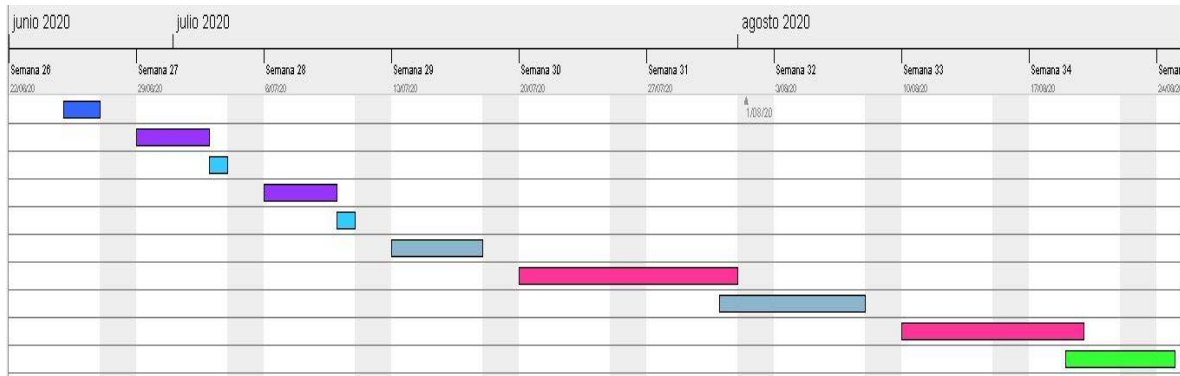 junio 2020 julio 2020 agosto 2020
Semana 26 Semana 27 Semana 28 Semana 29 Semana 30 Semana 31 Semana 32 Semana 33 Semana 34 Seman
22/06/20 29/06/20 6/07/20 13/07/20 20/07/20 27/07/20 3/08/20 10/08/20 17/08/20 24/08/20
1/08/20